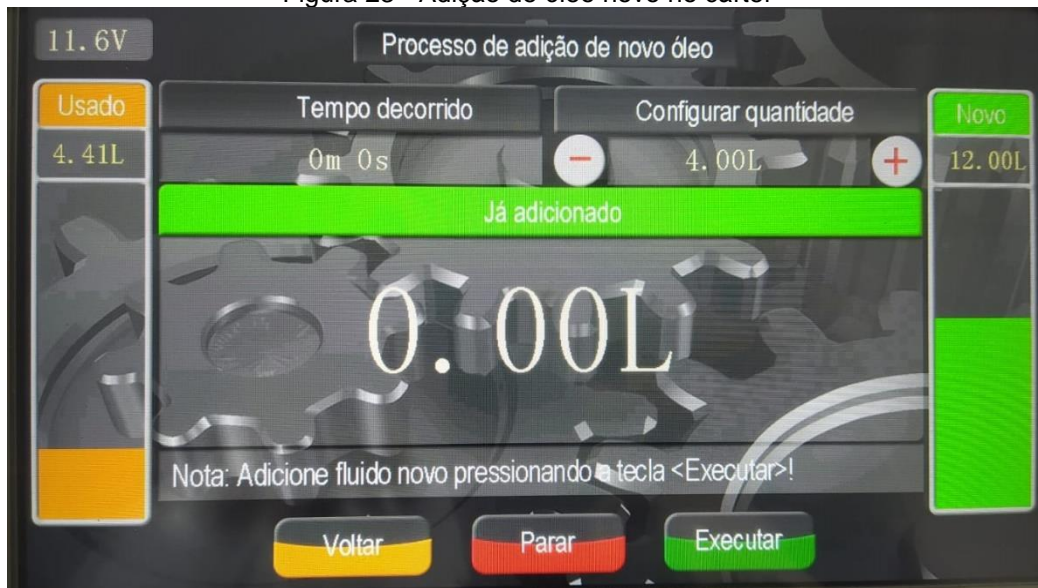 11.6V
Processo de adição de novo óleo
Usado
Tempo decorrido
Configurar quantidade
Novo
4.41L
0m 0s
−
4.00L
+
12.00L
Já adicionado
0.00L
Nota: Adicione fluido novo pressionando a tecla <Executar>!
Voltar
Parar
Executar